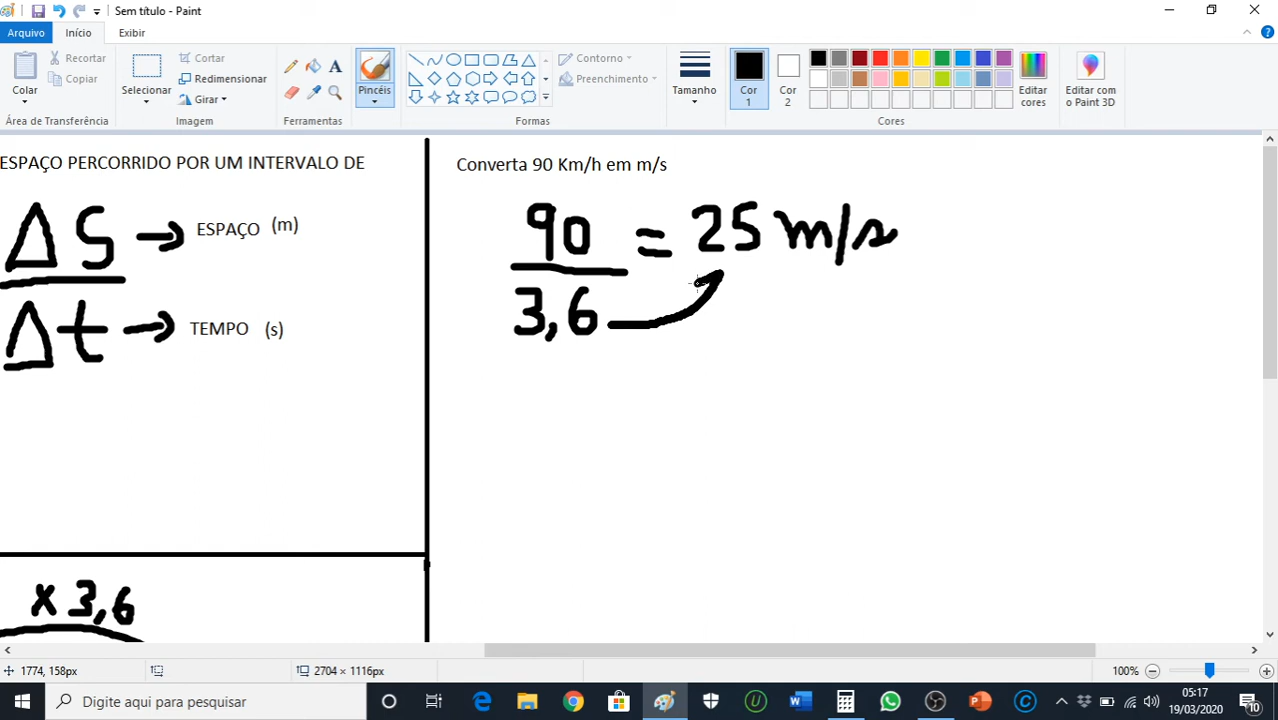 Sem título - Paint
Arquivo
Início
Exibir
Colar
Recortar
Copiar
Área de Transferência
Selecionar
Cortar
Redimensionar
Girar
Imagem
A
Ferramentas
Pincéis
Contorno
Preenchimento
Formas
Tamanho
Cor
1
Cor
2
Editar
cores
Editar com
o Paint 3D
Cores
ESPAÇO PERCORRIDO POR UM INTERVALO DE
ΔS → ESPAÇO (m)
Δt → TEMPO (s)
x 3,6
Converta 90 Km/h em m/s
90 = 25 m/s
3,6
1774, 158px
2704 × 1116px
100%
Digite aqui para pesquisar
05:17
19/03/2020
10